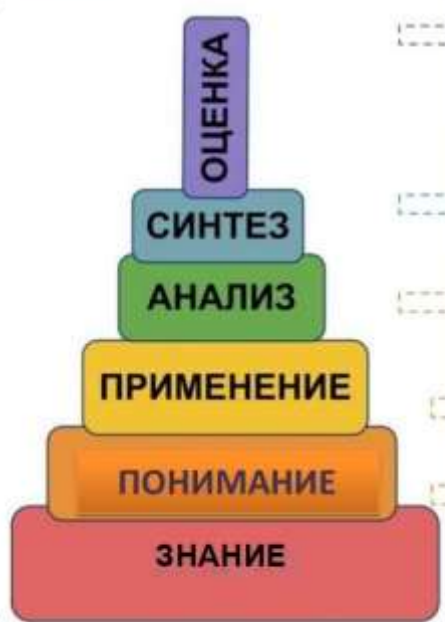 ОЦЕНКА
СИНТЕЗ
АНАЛИЗ
ПРИМЕНЕНИЕ
ПОНИМАНИЕ
ЗНАНИЕ